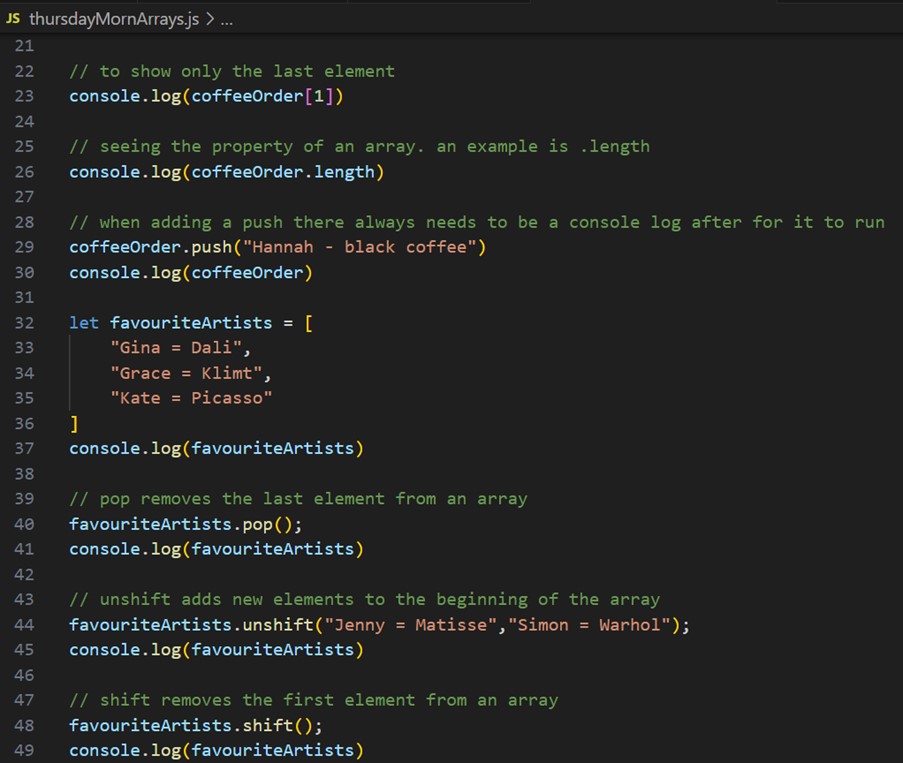 JS thursdayMornArrays.js > ...
21
22 // to show only the last element
23 console.log(coffeeOrder[1])
24
25 // seeing the property of an array. an example is .length
26 console.log(coffeeOrder.length)
27
28 // when adding a push there always needs to be a console log after for it to run
29 coffeeOrder.push("Hannah - black coffee")
30 console.log(coffeeOrder)
31
32 let favouriteArtists = [
33     "Gina = Dali",
34     "Grace = Klimt",
35     "Kate = Picasso"
36 ]
37 console.log(favouriteArtists)
38
39 // pop removes the last element from an array
40 favouriteArtists.pop();
41 console.log(favouriteArtists)
42
43 // unshift adds new elements to the beginning of the array
44 favouriteArtists.unshift("Jenny = Matisse","Simon = Warhol");
45 console.log(favouriteArtists)
46
47 // shift removes the first element from an array
48 favouriteArtists.shift();
49 console.log(favouriteArtists)